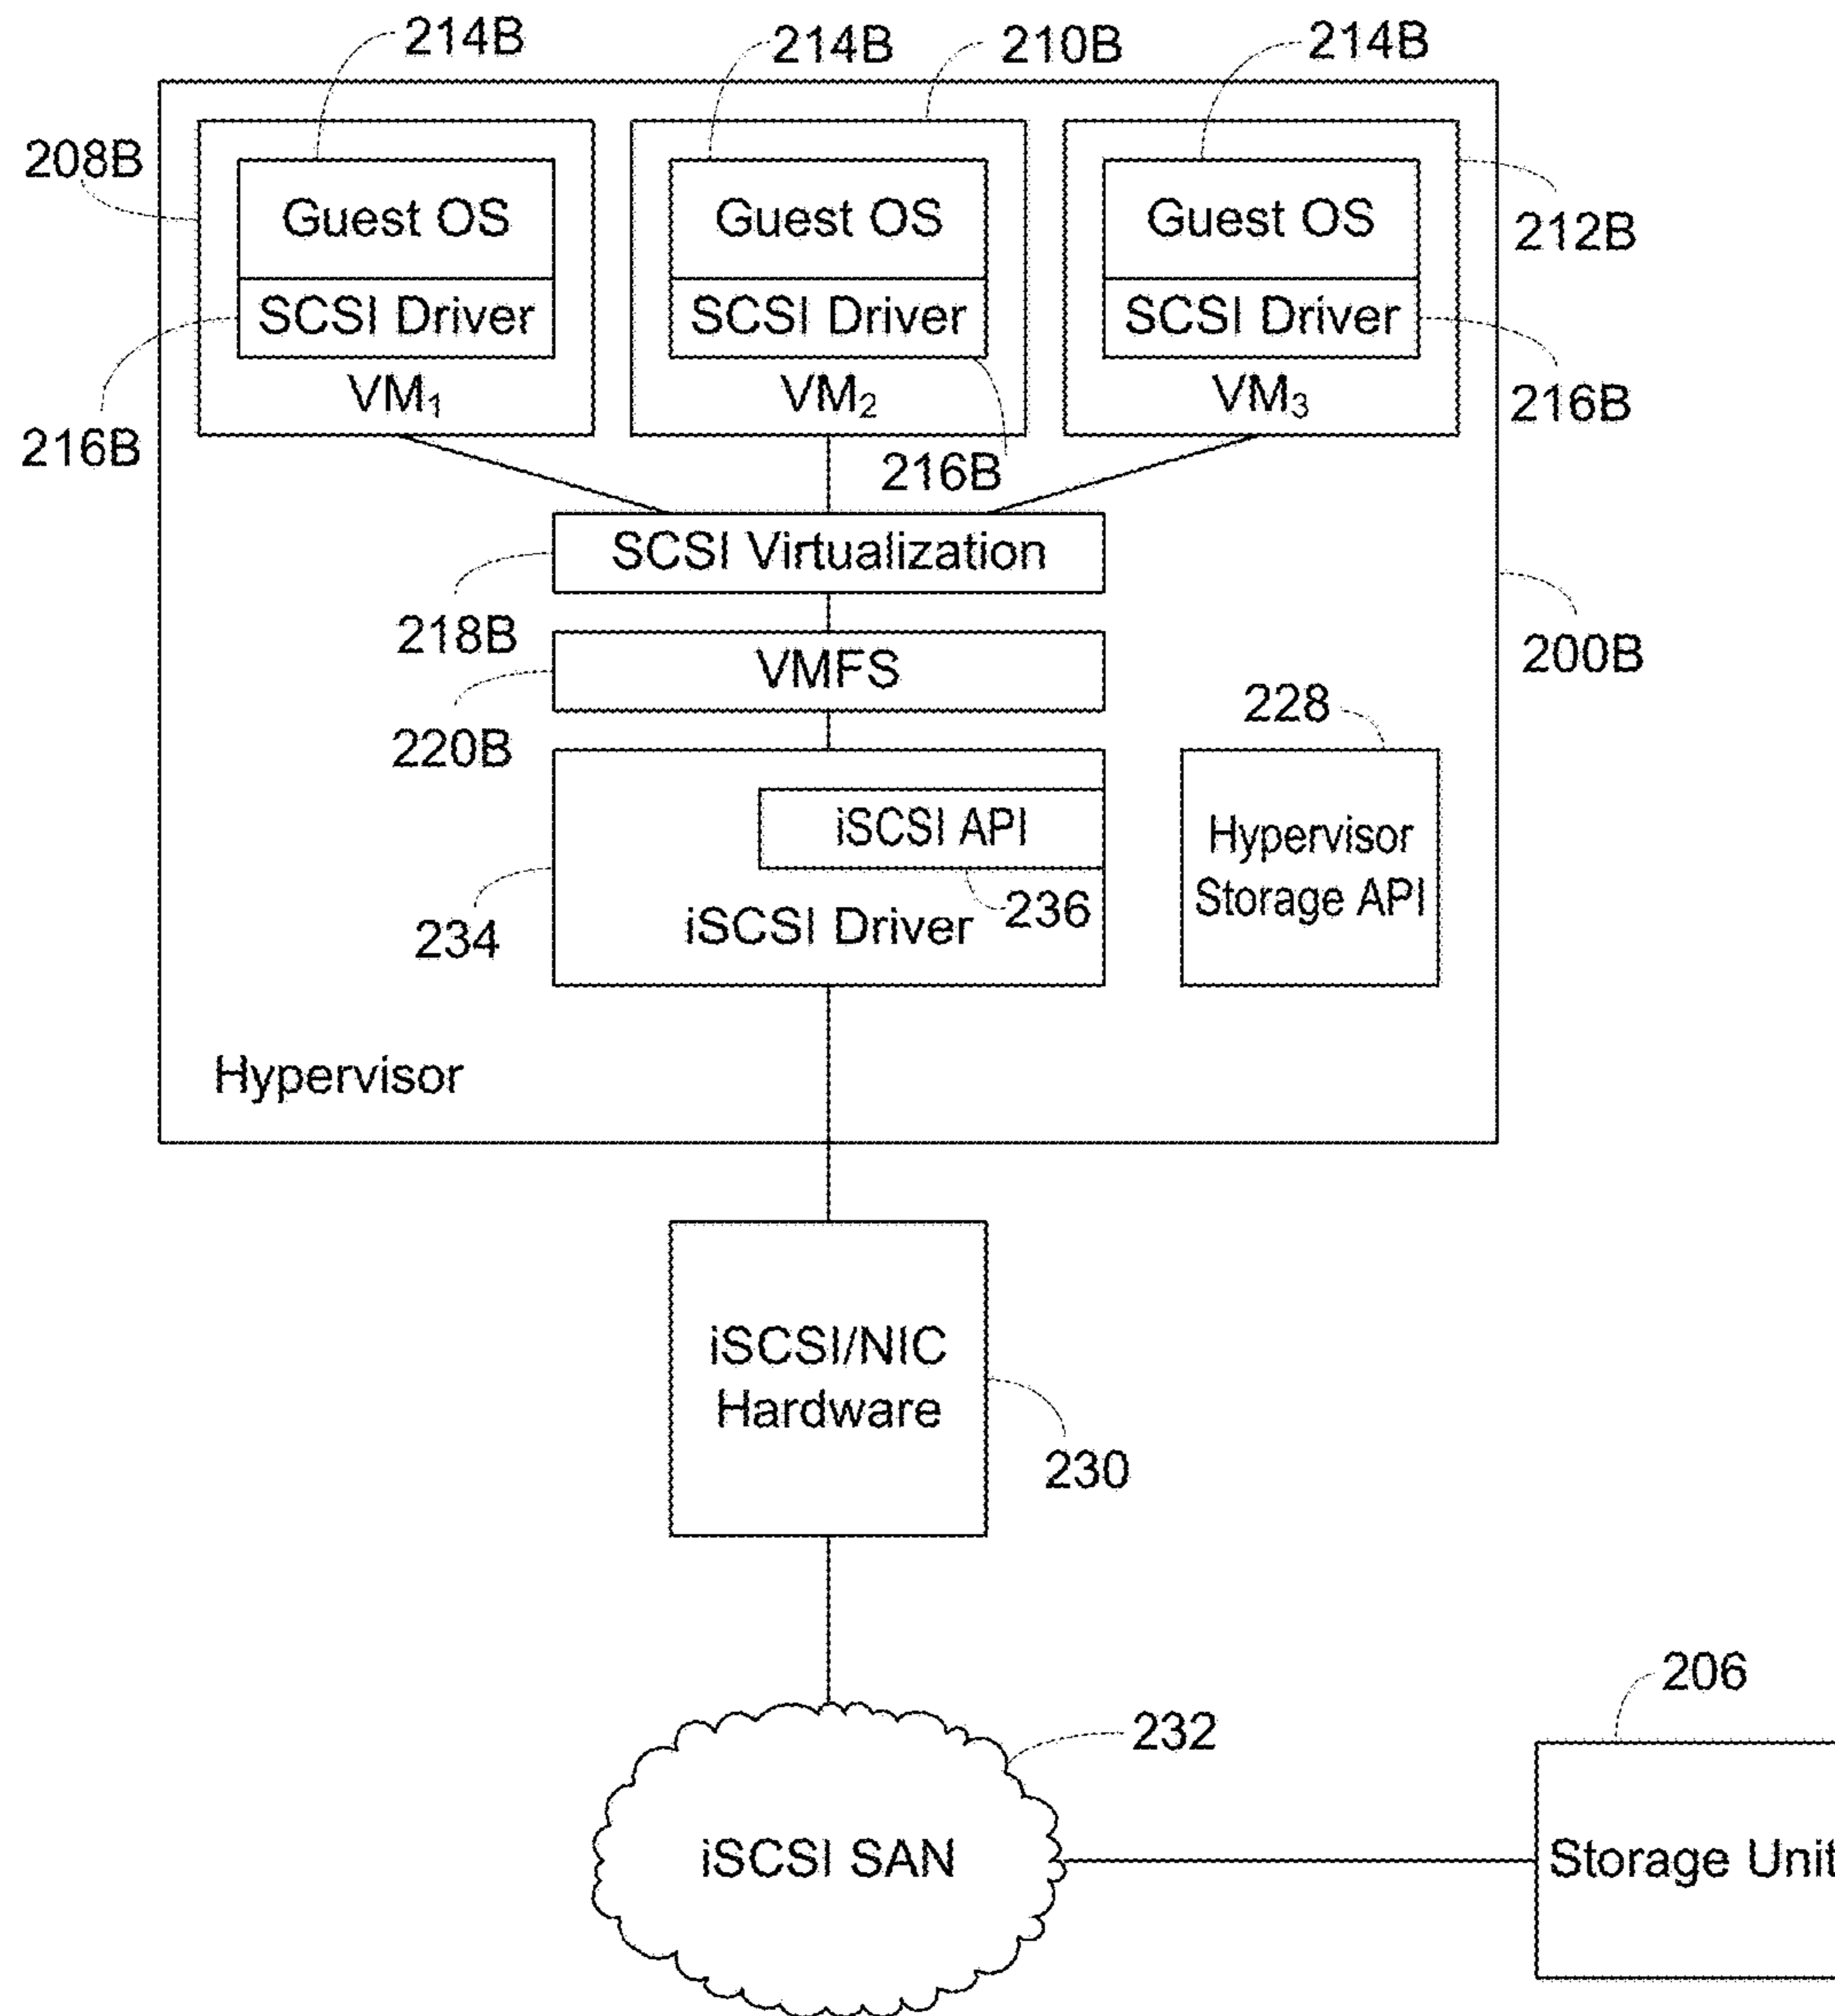 214B 214B 210B 214B
208B
Guest OS Guest OS Guest OS
212B
SCSI Driver SCSI Driver SCSI Driver
VM₁ VM₂ VM₃
216B
216B
216B
SCSI Virtualization
218B
200B
VMFS
228
220B
iSCSI API
Hypervisor
Storage API
236
234
iSCSI Driver
Hypervisor
iSCSI/NIC
Hardware
230
206
232
iSCSI SAN
Storage Unit